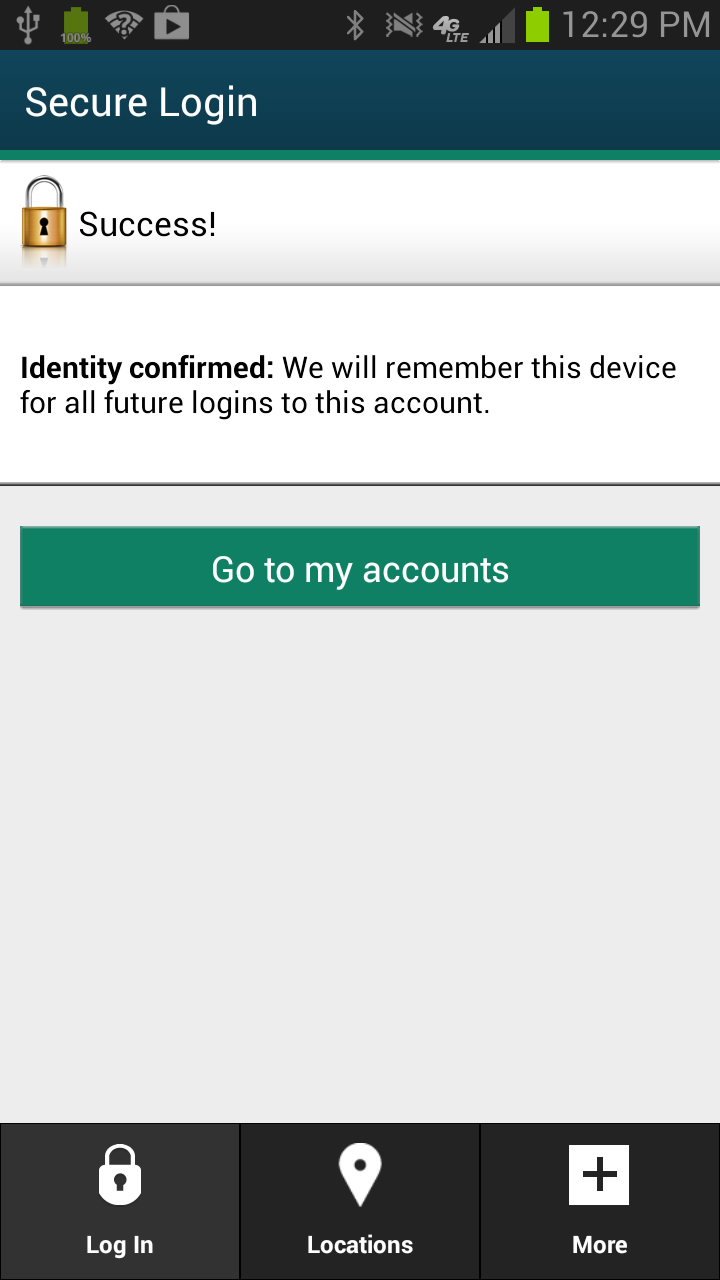 100%
4G LTE
12:29 PM
Secure Login
Success!
Identity confirmed: We will remember this device
for all future logins to this account.
Go to my accounts
Log In
Locations
More